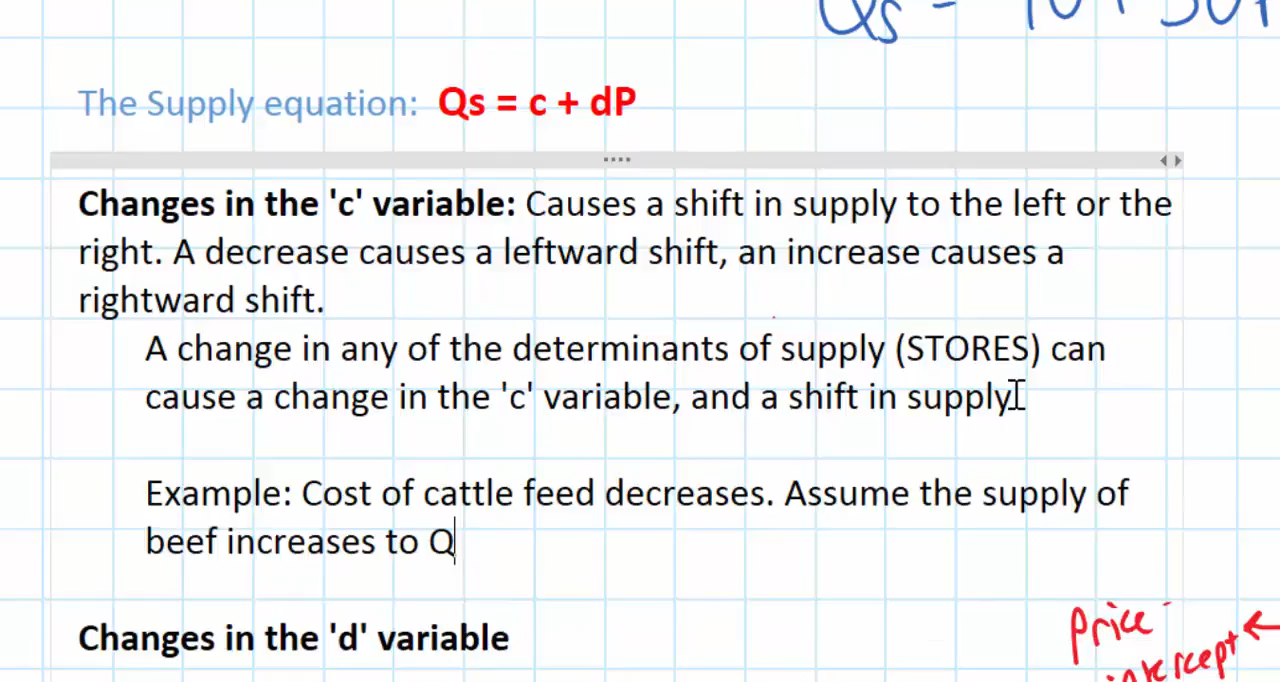 Qs =
The Supply equation: Qs = c + dP
Changes in the 'c' variable: Causes a shift in supply to the left or the
right. A decrease causes a leftward shift, an increase causes a
rightward shift.
A change in any of the determinants of supply (STORES) can
cause a change in the 'c' variable, and a shift in supply
Example: Cost of cattle feed decreases. Assume the supply of
beef increases to Q
Changes in the 'd' variable
Price -
intercept